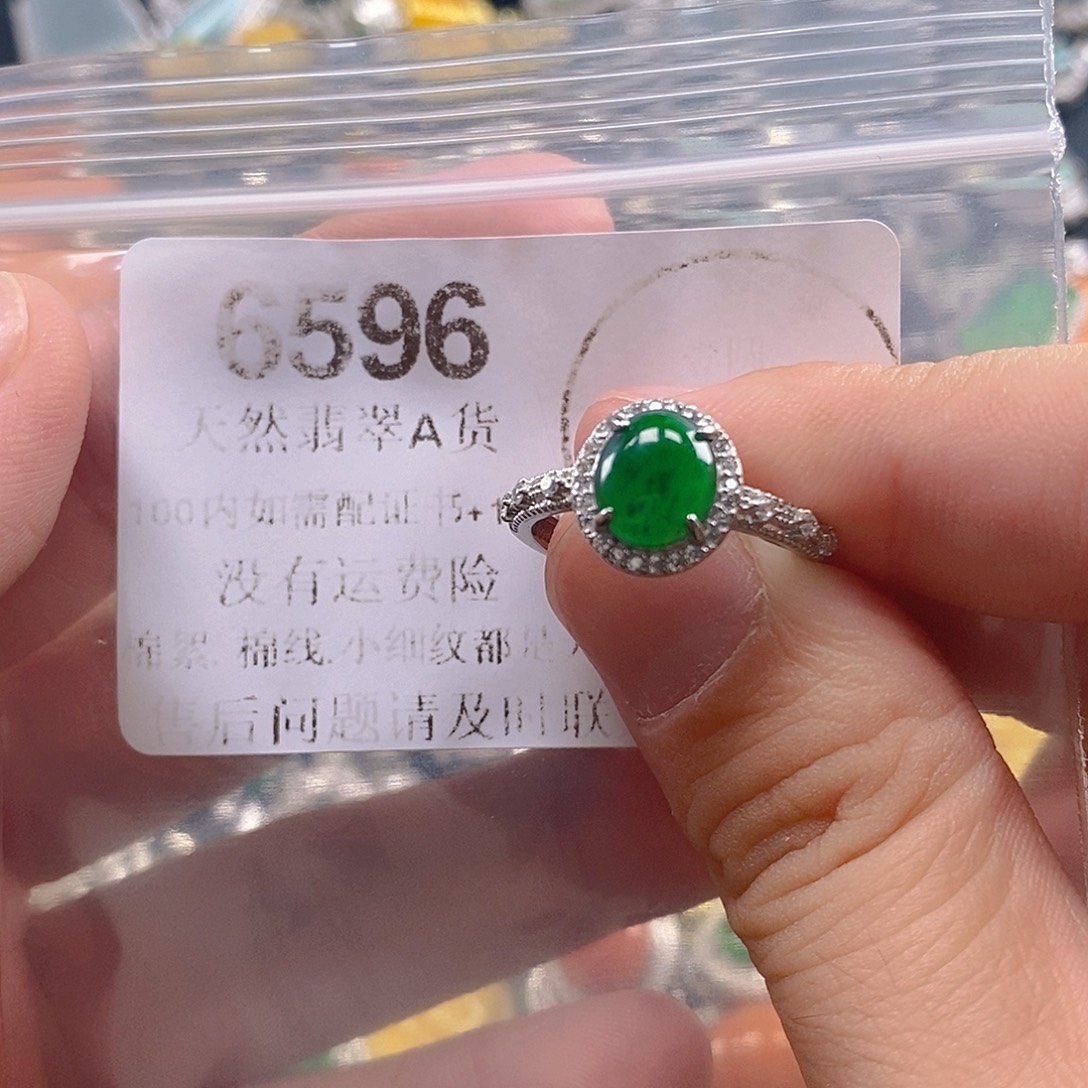 6596
天然翡翠A货
100内如需配证书+1
没有运费险
棉絮.棉线.小细纹都是
售后问题请及时联